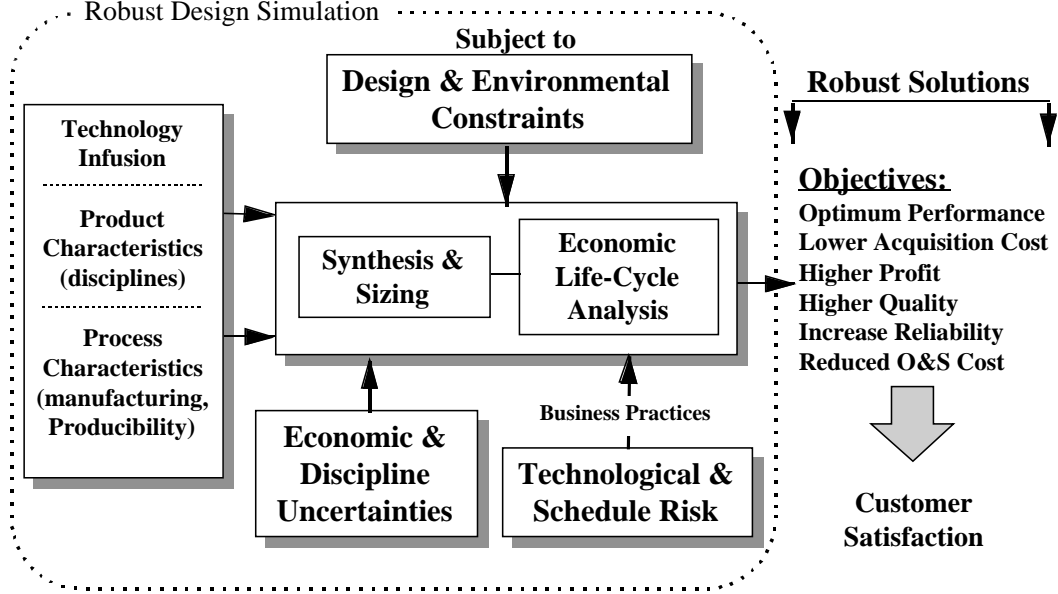 Robust Design Simulation
Subject to
Design & Environmental
Constraints
Robust Solutions
Technology
Infusion
Product
Characteristics
(disciplines)
Process
Characteristics
(manufacturing,
Producibility)
Synthesis &
Sizing
Economic
Life-Cycle
Analysis
Objectives:
Optimum Performance
Lower Acquisition Cost
Higher Profit
Higher Quality
Increase Reliability
Reduced O&S Cost
Economic &
Discipline
Uncertainties
Business Practices
Technological &
Schedule Risk
Customer
Satisfaction